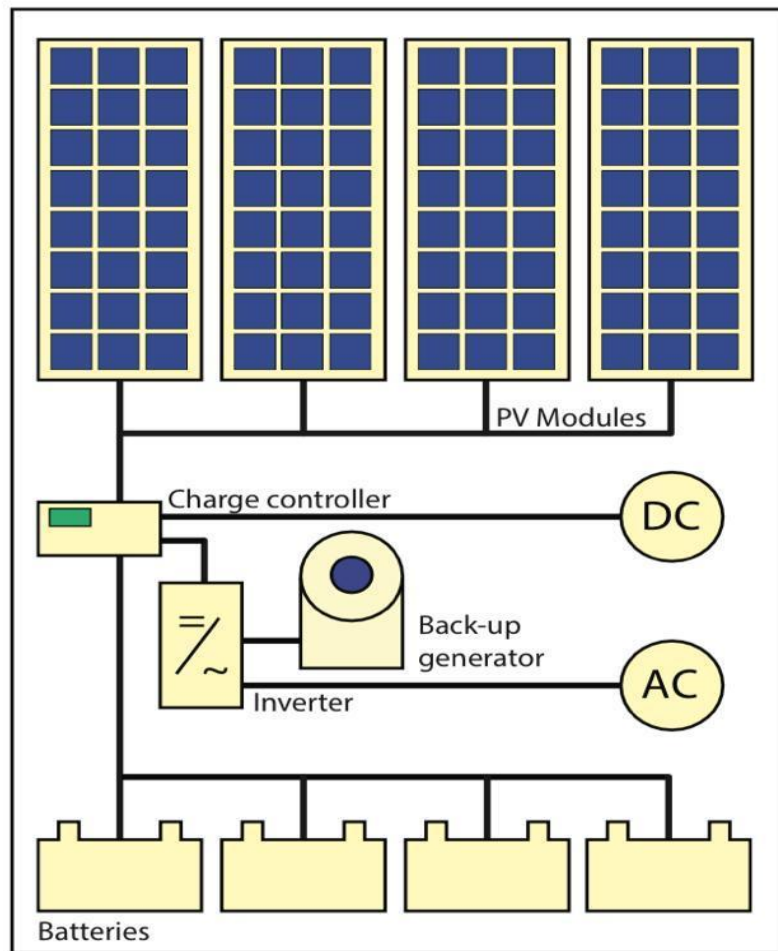 PV Modules
Charge controller
DC
=
~
Back-up
generator
Inverter
AC
Batteries